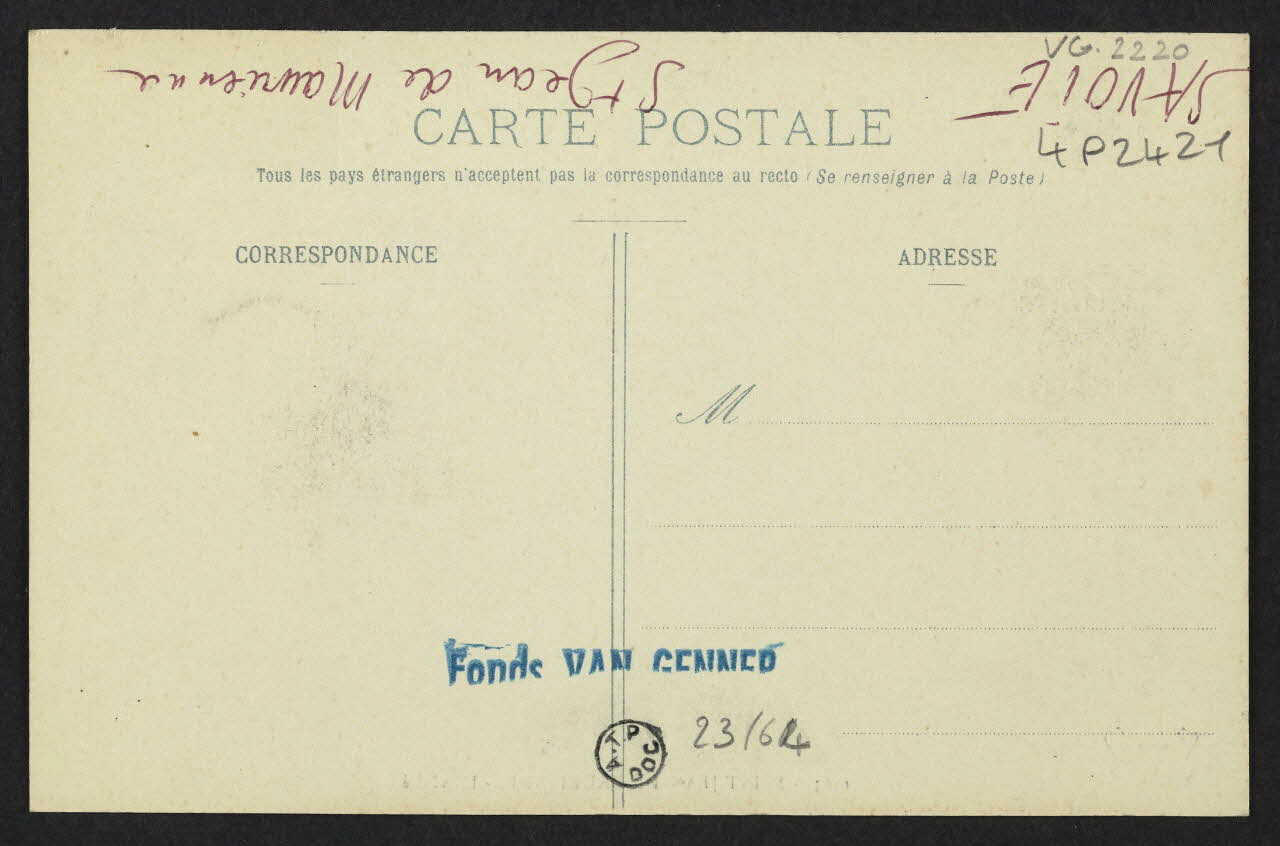 VG. 2220
SAVOIE
St Jean de Maurienne
4P2421
CARTE POSTALE
Tous les pays étrangers n'acceptent pas la correspondance au recto (Se renseigner à la Poste)
CORRESPONDANCE
ADRESSE
M
Fonds VAN GENNEP
A.T.P DOC
23/64